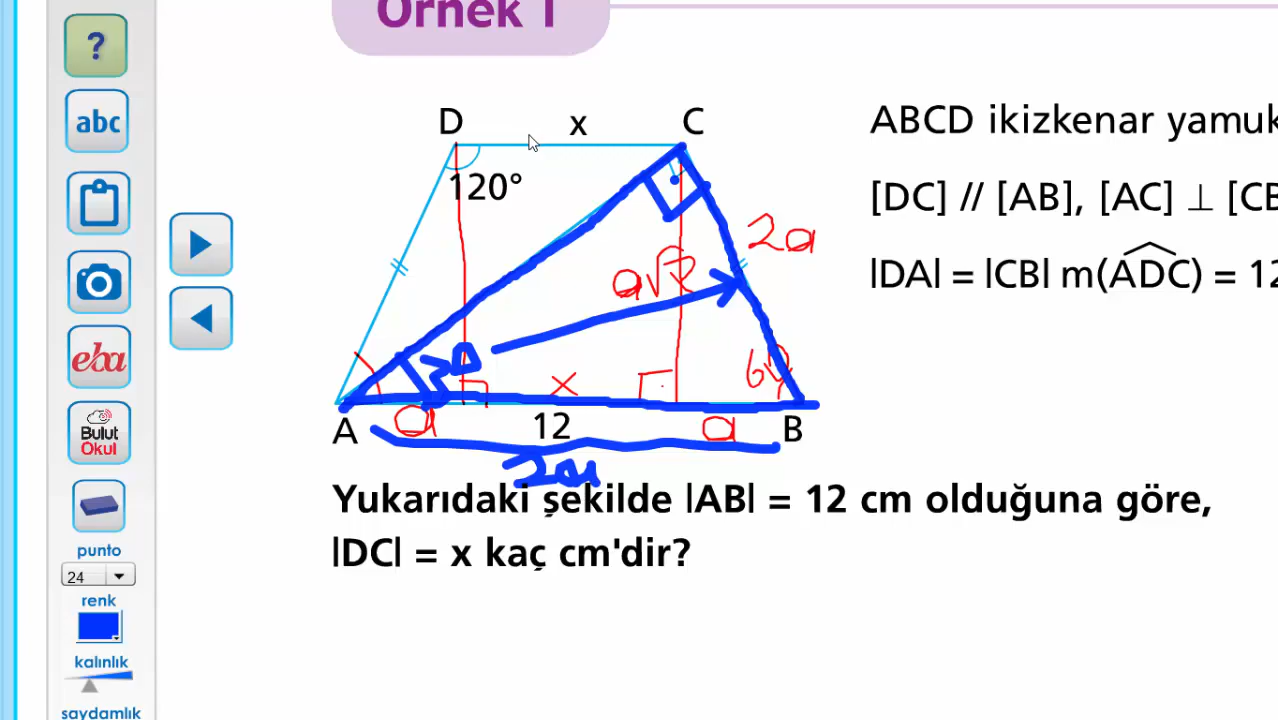 Örnek 1
?
abc
eba
Bulut
Okul
punto
24
renk
kalınlık
saydamlık
D
x
C
120°
2a
a√
30
60
x
a
12
a
A
B
2a
ABCD ikizkenar yamuk
[DC] // [AB], [AC] ⊥ [CB
|DA| = |CB| m(ADC) = 12
Yukarıdaki şekilde |AB| = 12 cm olduğuna göre,
|DC| = x kaç cm'dir?